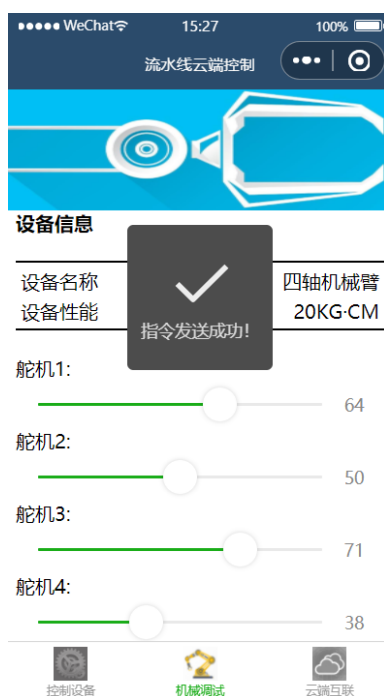 WeChat 15:27 100%
流水线云端控制
设备信息
设备名称 四轴机械臂
设备性能 20KG·CM
指令发送成功!
舵机1:
64
舵机2:
50
舵机3:
71
舵机4:
38
控制设备 机械调试 云端互联